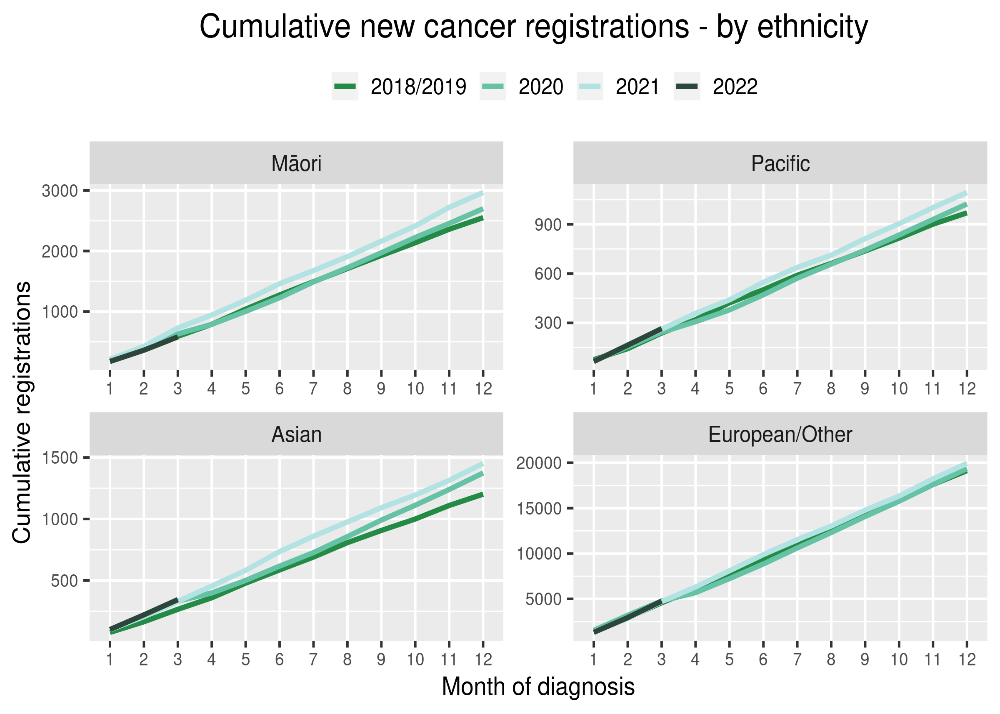 Cumulative new cancer registrations - by ethnicity
2018/2019 2020 2021 2022
Māori Pacific
3000
2000
1000
900
600
300
1 2 3 4 5 6 7 8 9 10 11 12
1 2 3 4 5 6 7 8 9 10 11 12
Cumulative registrations
Asian European/Other
1500
1000
500
20000
15000
10000
5000
1 2 3 4 5 6 7 8 9 10 11 12
1 2 3 4 5 6 7 8 9 10 11 12
Month of diagnosis